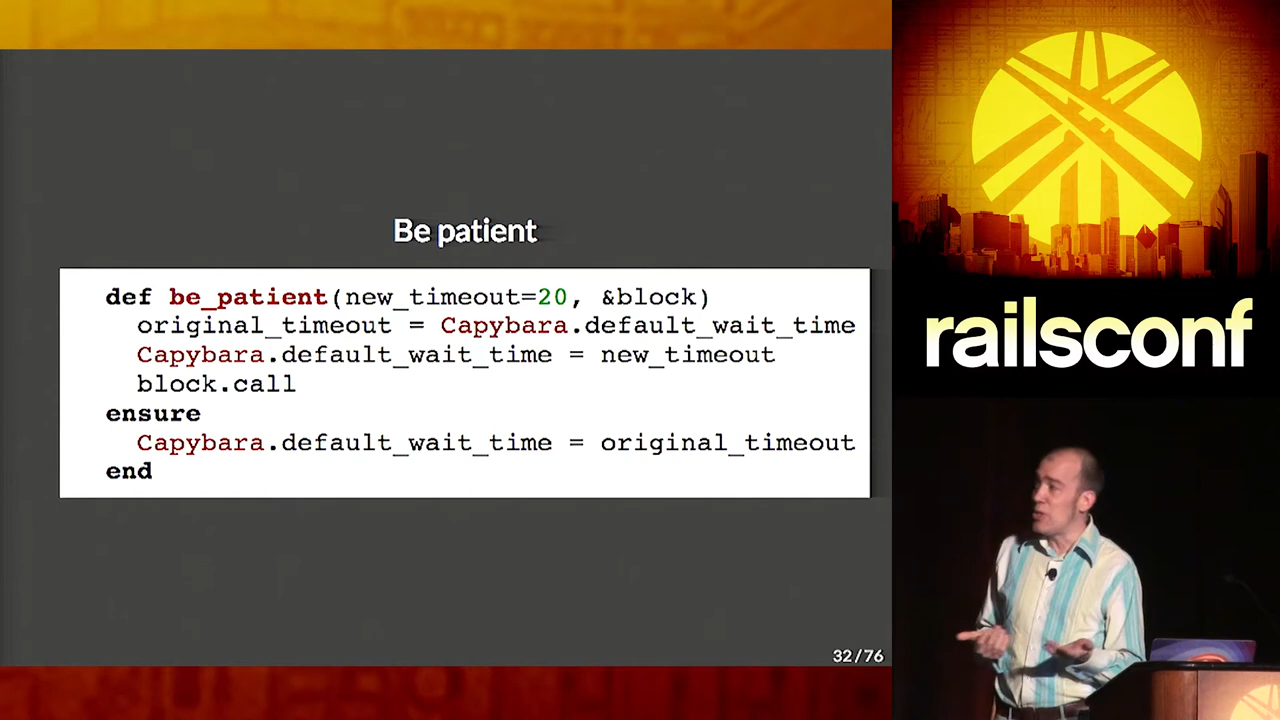 Be patient
def be_patient(new_timeout=20, &block)
  original_timeout = Capybara.default_wait_time
  Capybara.default_wait_time = new_timeout
  block.call
ensure
  Capybara.default_wait_time = original_timeout
end
32/76
railsconf